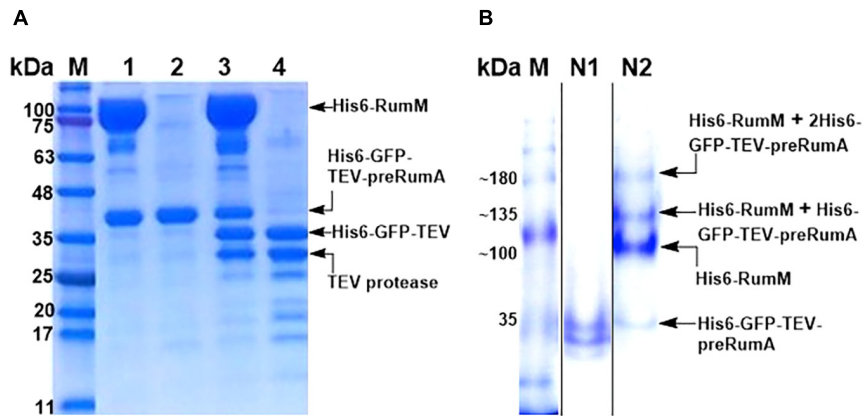 A
kDa M 1 2 3 4
100
75
63
48
35
25
20
17
11
His6-RumM
His6-GFP-
TEV-preRumA
His6-GFP-TEV
TEV protease
B
kDa M N1 N2
~180
~135
~100
35
His6-RumM + 2His6-
GFP-TEV-preRumA
His6-RumM + His6-
GFP-TEV-preRumA
His6-RumM
His6-GFP-TEV-
preRumA